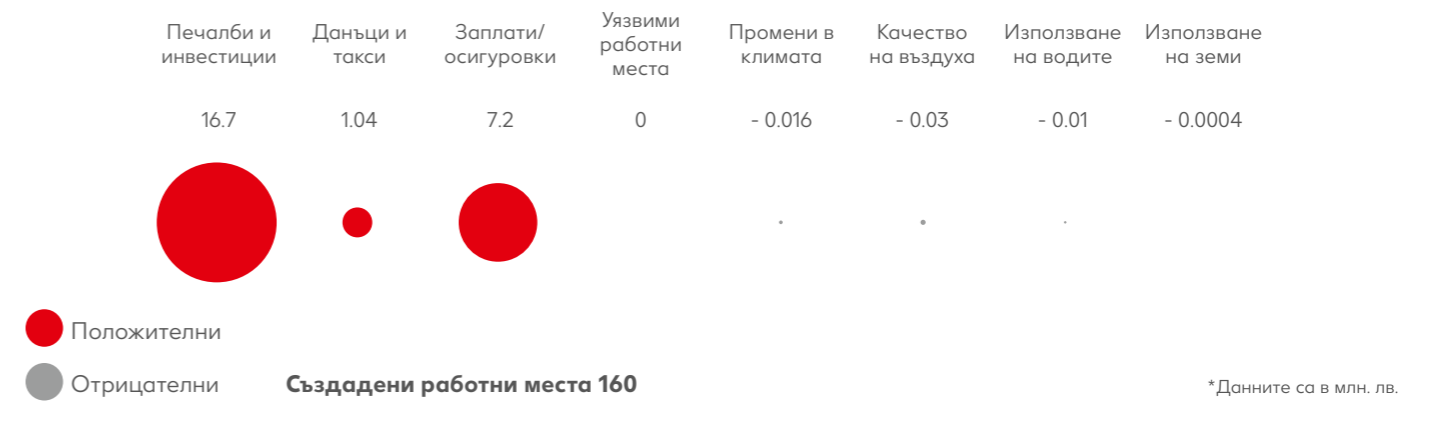 Печалби и
инвестиции
Данъци и
такси
Заплати/
осигуровки
Уязвими
работни
места
Промени в
климата
Качество
на въздуха
Използване
на водите
Използване
на земи
16.7
1.04
7.2
0
- 0.016
- 0.03
- 0.01
- 0.0004
Положителни
Отрицателни
Създадени работни места 160
*Данните са в млн. лв.